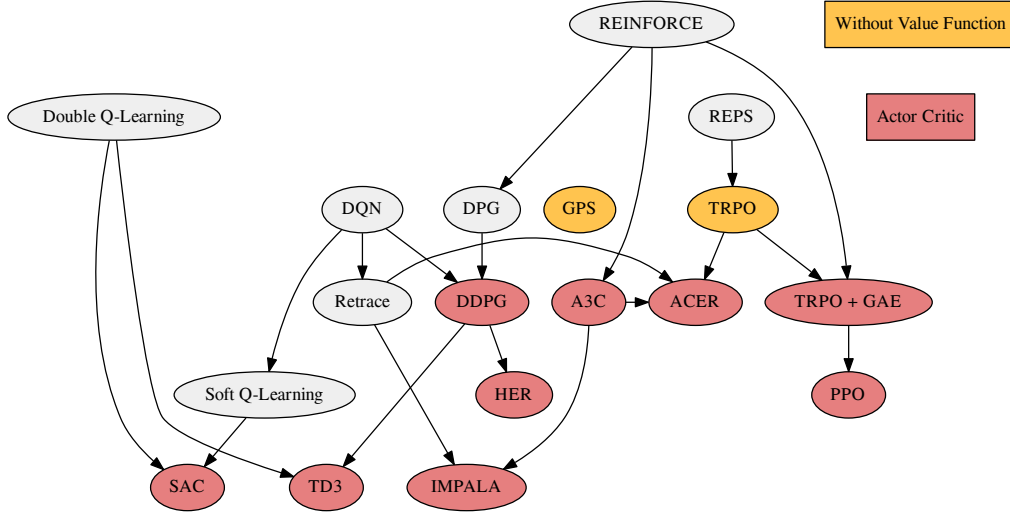 REINFORCE
Without Value Function
Double Q-Learning
REPS
Actor Critic
DQN
DPG
GPS
TRPO
Retrace
DDPG
A3C
ACER
TRPO + GAE
Soft Q-Learning
HER
PPO
SAC
TD3
IMPALA